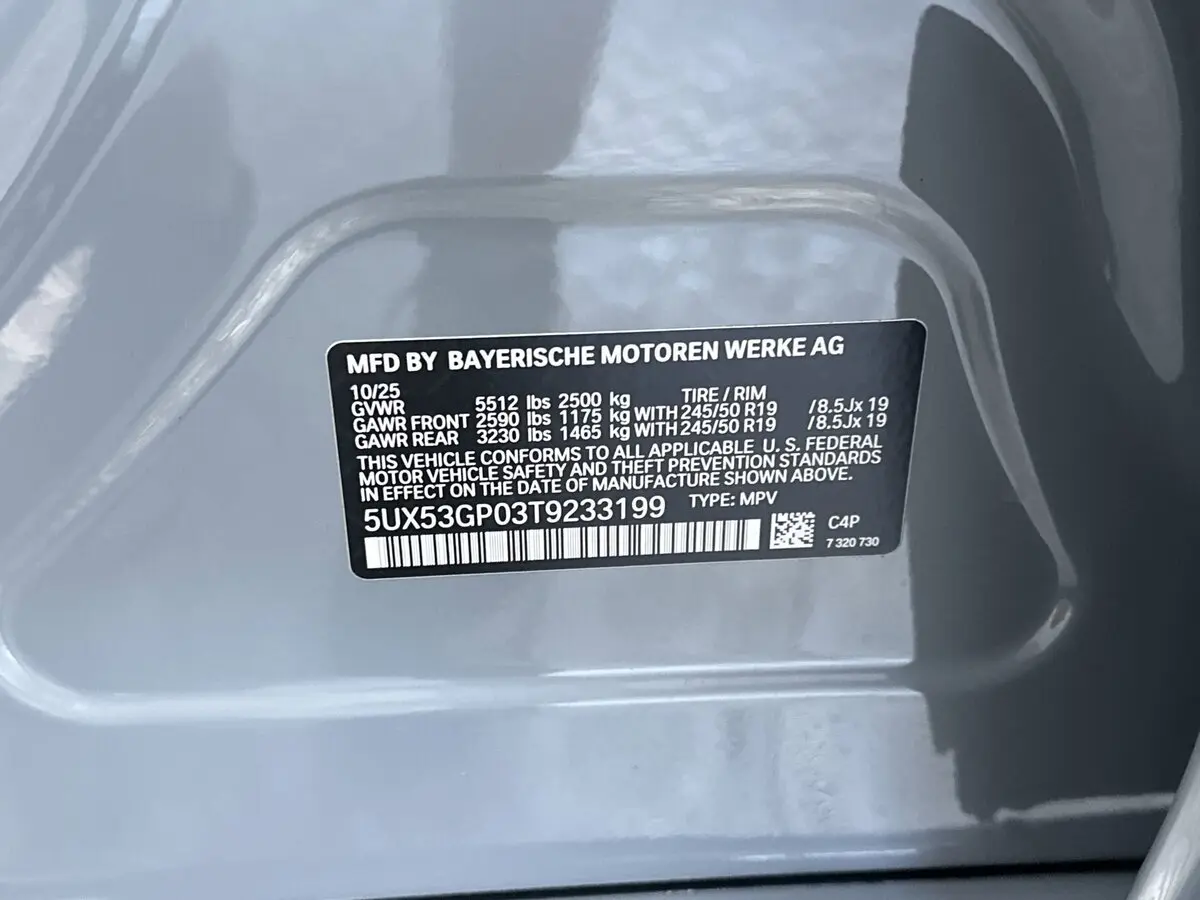 MFD BY BAYERISCHE MOTOREN WERKE AG
10/25 TIRE / RIM
GVWR 5512 lbs 2500 kg
GAWR FRONT 2590 lbs 1175 kg WITH 245/50 R19 /8.5Jx 19
GAWR REAR 3230 lbs 1465 kg WITH 245/50 R19 /8.5Jx 19
THIS VEHICLE CONFORMS TO ALL APPLICABLE U. S. FEDERAL
MOTOR VEHICLE SAFETY AND THEFT PREVENTION STANDARDS
IN EFFECT ON THE DATE OF MANUFACTURE SHOWN ABOVE.
5UX53GP03T9233199 TYPE: MPV
C4P
7 320 730